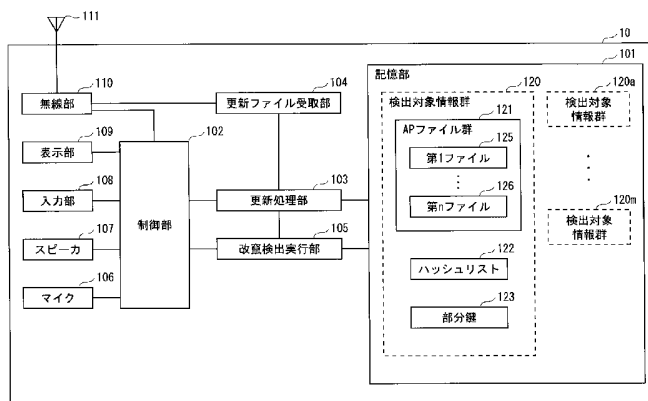 111
10
101
記憶部
110
無線部
104
更新ファイル受取部
109
表示部
102
制御部
108
入力部
103
更新処理部
107
スピーカ
105
改竄検出実行部
106
マイク
120
検出対象情報群
121
APファイル群
125
第1ファイル
⋮
126
第nファイル
122
ハッシュリスト
123
部分鍵
120a
検出対象
情報群
⋮
120m
検出対象
情報群